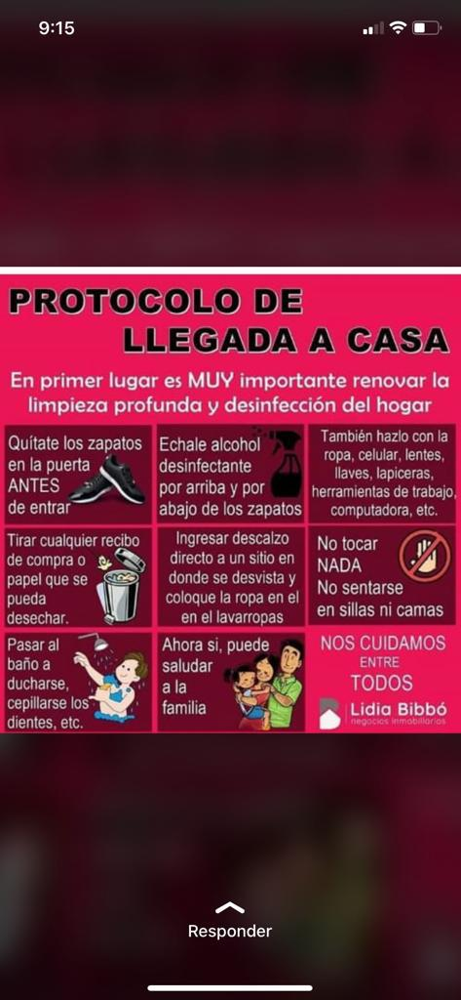 9:15
PROTOCOLO DE
LLEGADA A CASA
En primer lugar es MUY importante renovar la
limpieza profunda y desinfección del hogar
Quítate los zapatos
en la puerta
ANTES
de entrar
Echale alcohol
desinfectante
por arriba y por
abajo de los zapatos
También hazlo con la
ropa, celular, lentes,
llaves, lapiceras,
herramientas de trabajo,
computadora, etc.
Tirar cualquier recibo
de compra o
papel que se
pueda
desechar.
Ingresar descalzo
directo a un sitio en
donde se desvista y
coloque la ropa en el
en el lavarropas
No tocar
NADA
No sentarse
en sillas ni camas
Pasar al
baño a
ducharse,
cepillarse los
dientes, etc.
Ahora si, puede
saludar
a la
familia
NOS CUIDAMOS
ENTRE
TODOS
Lidia Bibbó
negocios inmobiliarios
Responder